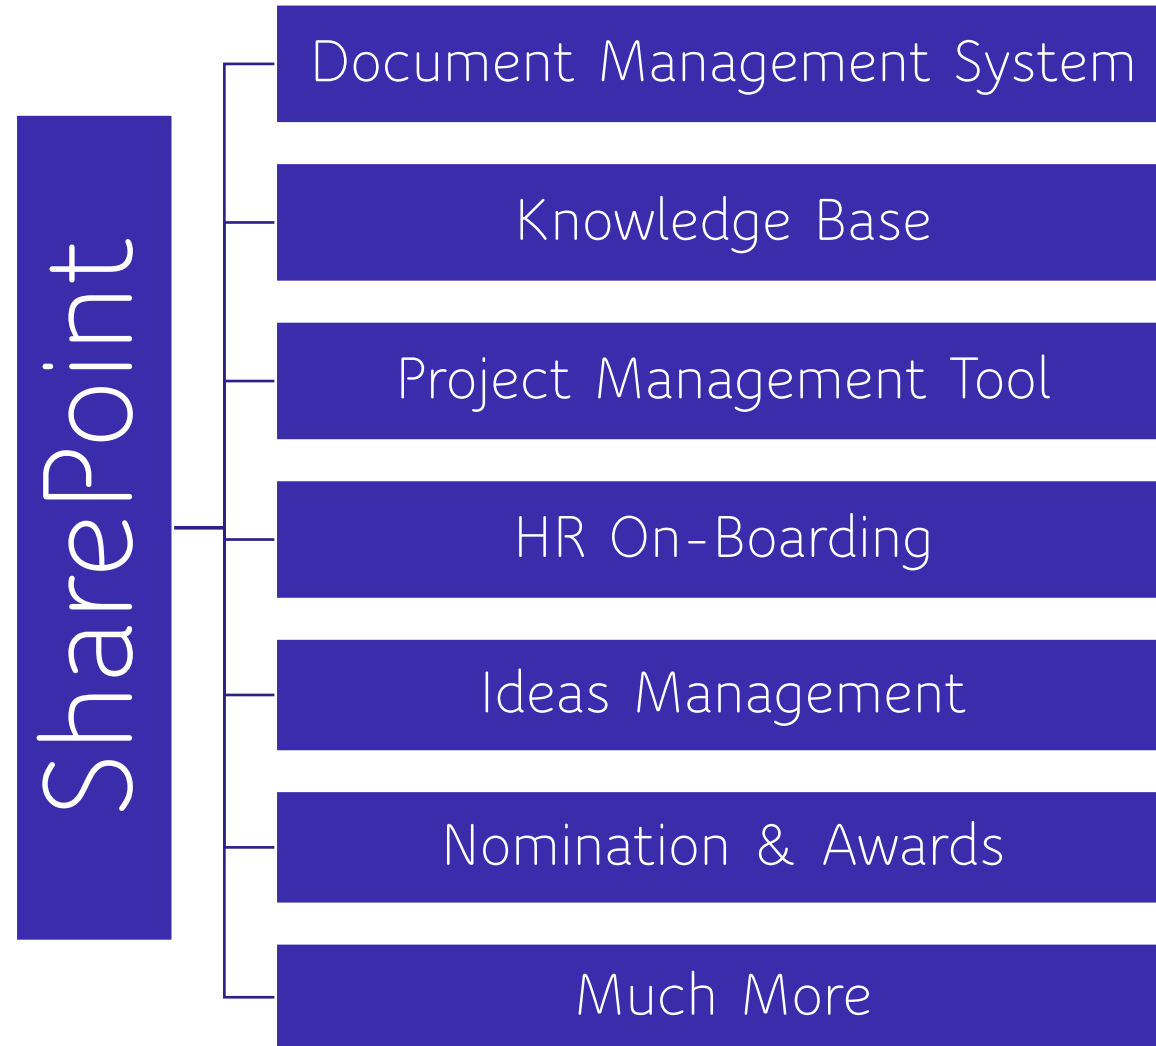 SharePoint
Document Management System
Knowledge Base
Project Management Tool
HR On-Boarding
Ideas Management
Nomination & Awards
Much More